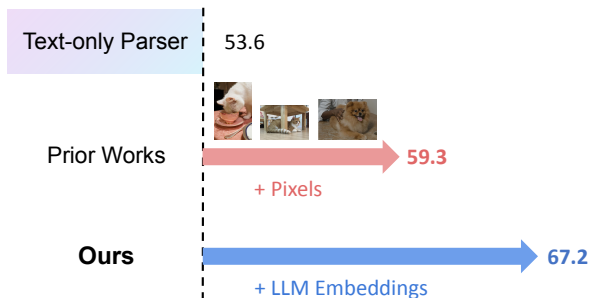 Text-only Parser 53.6
Prior Works 59.3
+ Pixels
Ours 67.2
+ LLM Embeddings